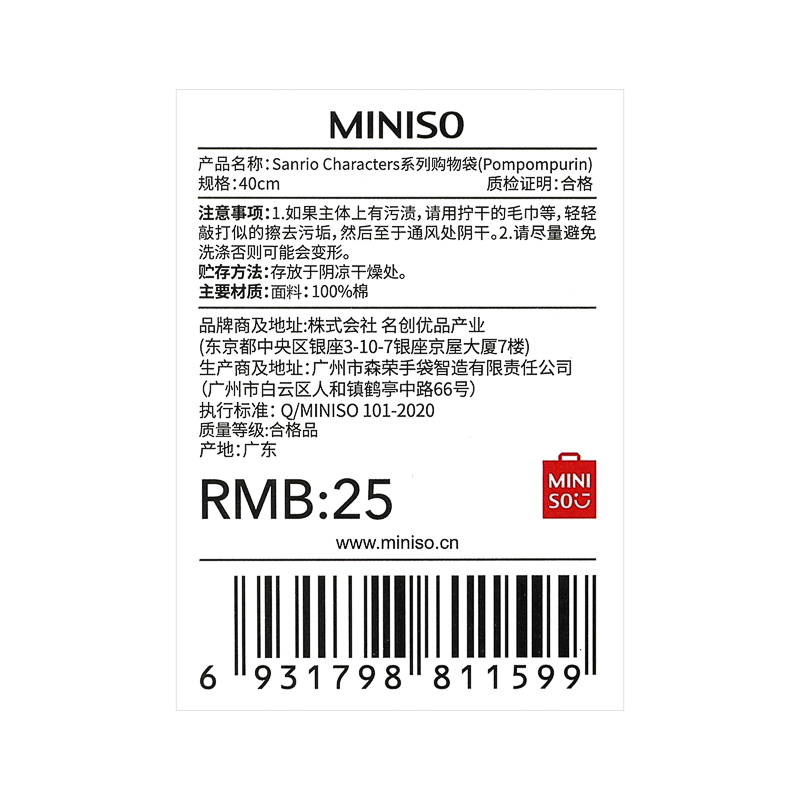 MINISO
产品名称：Sanrio Characters系列购物袋(Pompompurin)
规格：40cm 质检证明：合格
注意事项：1.如果主体上有污渍，请用拧干的毛巾等，轻轻
敲打似的擦去污垢，然后至于通风处阴干。2.请尽量避免
洗涤否则可能会变形。
贮存方法：存放于阴凉干燥处。
主要材质：面料：100%棉
品牌商及地址:株式会社 名创优品产业
(东京都中央区银座3-10-7银座京屋大厦7楼)
生产商及地址：广州市森荣手袋智造有限责任公司
（广州市白云区人和镇鹤亭中路66号）
执行标准：Q/MINISO 101-2020
质量等级:合格品
产地：广东
MINI
SO
RMB:25
www.miniso.cn
6 931798 811599